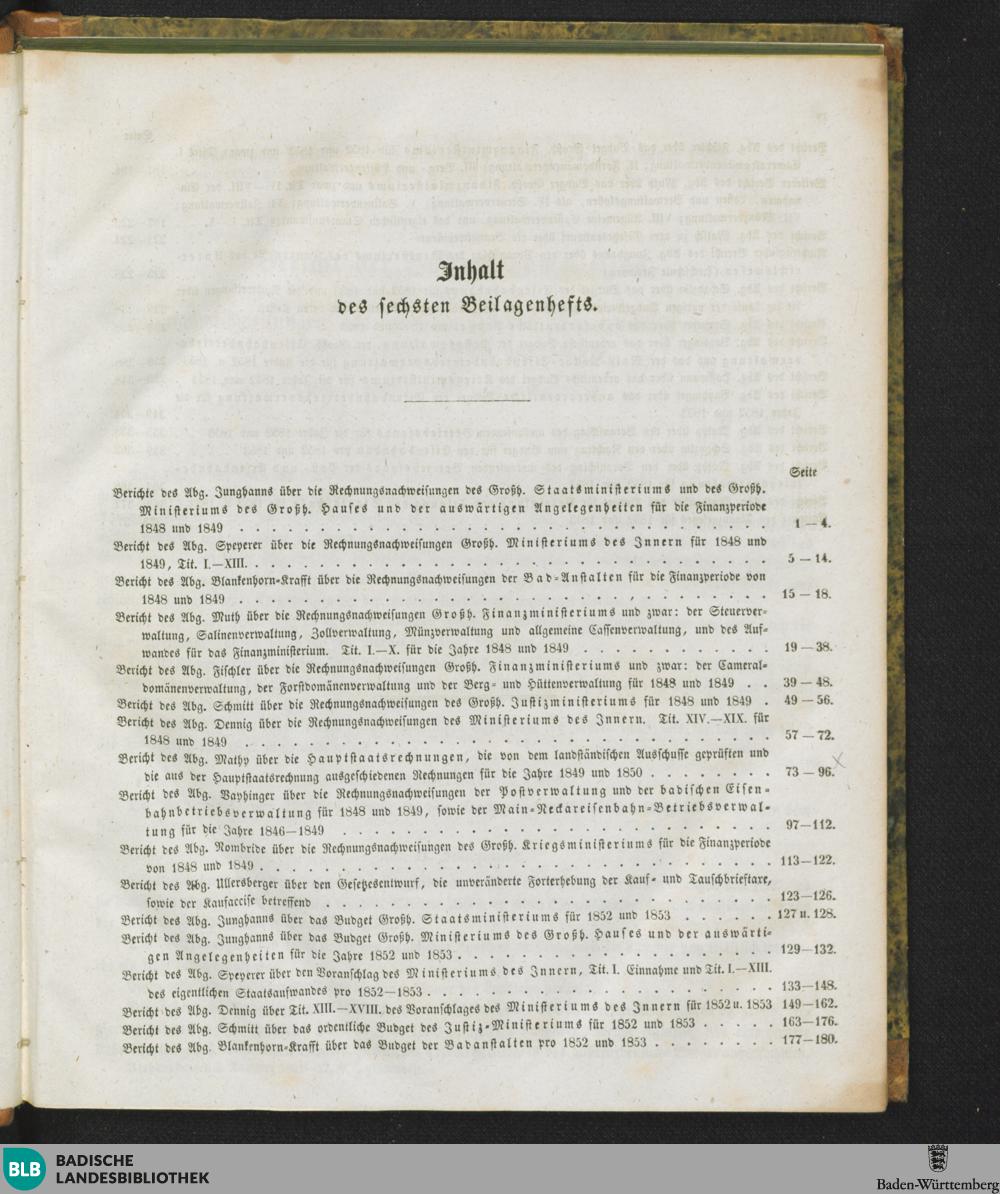 Inhalt
des sechsten Beilagenhefts.
Seite
Berichte des Abg. Junghanns über die Rechnungsnachweisungen des Großh. Staatsministeriums und des Großh.
Ministeriums des Großh. Hauses und der auswärtigen Angelegenheiten für die Finanzperiode
1848 und 1849 . . . . . . . . . . 1 — 4.
Bericht des Abg. Speyerer über die Rechnungsnachweisungen Großh. Ministeriums des Innern für 1848 und
1849, Tit. I.—XIII. . . . . . . . . . . 5 — 14.
Bericht des Abg. Blankenhorn-Krafft über die Rechnungsnachweisungen der Bad-Anstalten für die Finanzperiode von
1848 und 1849 . . . . . . . . . . 15 — 18.
Bericht des Abg. Muth über die Rechnungsnachweisungen Großh. Finanzministeriums und zwar: der Steuerver-
waltung, Salinenverwaltung, Zollverwaltung, Münzverwaltung und allgemeine Cassenverwaltung, und des Auf-
wandes für das Finanzministerium. Tit. I.—X. für die Jahre 1848 und 1849 . . . . . . . . . . 19 — 38.
Bericht des Abg. Fischler über die Rechnungsnachweisungen Großh. Finanzministeriums und zwar: der Cameral-
domänenverwaltung, der Forstdomänenverwaltung und der Berg- und Hüttenverwaltung für 1848 und 1849 . . 39 — 48.
Bericht des Abg. Schmitt über die Rechnungsnachweisungen des Großh. Justizministeriums für 1848 und 1849 . 49 — 56.
Bericht des Abg. Dennig über die Rechnungsnachweisungen des Ministeriums des Innern. Tit. XIV.—XIX. für
1848 und 1849 . . . . . . . . . . 57 — 72.
Bericht des Abg. Mathy über die Hauptstaatsrechnungen, die von dem landständischen Ausschusse geprüften und
die aus der Hauptstaatsrechnung ausgeschiedenen Rechnungen für die Jahre 1849 und 1850 . . . . . . . . 73 — 96.
Bericht des Abg. Vayhinger über die Rechnungsnachweisungen der Postverwaltung und der badischen Eisen-
bahnbetriebsverwaltung für 1848 und 1849, sowie der Main-Neckareisenbahn-Betriebsverwal-
tung für die Jahre 1846—1849 . . . . . . . . . . 97—112.
Bericht des Abg. Nombride über die Rechnungsnachweisungen des Großh. Kriegsministeriums für die Finanzperiode
von 1848 und 1849 . . . . . . . . . . 113—122.
Bericht des Abg. Ullersberger über den Gesetzesentwurf, die unveränderte Forterhebung der Kauf- und Tauschbrieftaxe,
sowie der Kaufaccise betreffend . . . . . . . . . . 123—126.
Bericht des Abg. Junghanns über das Budget Großh. Staatsministeriums für 1852 und 1853 . . . . . . 127 u. 128.
Bericht des Abg. Junghanns über das Budget Großh. Ministeriums des Großh. Hauses und der auswärti-
gen Angelegenheiten für die Jahre 1852 und 1853 . . . . . . . . . . 129—132.
Bericht des Abg. Speyerer über den Voranschlag des Ministeriums des Innern, Tit. I. Einnahme und Tit. I.—XIII.
des eigentlichen Staatsaufwandes pro 1852—1853 . . . . . . . . . . 133—148.
Bericht des Abg. Dennig über Tit. XIII.—XVIII. des Voranschlages des Ministeriums des Innern für 1852 u. 1853 149—162.
Bericht des Abg. Schmitt über das ordentliche Budget des Justiz-Ministeriums für 1852 und 1853 . . . . . 163—176.
Bericht des Abg. Blankenhorn-Krafft über das Budget der Badanstalten pro 1852 und 1853 . . . . . . . . 177—180.
BLB BADISCHE
LANDESBIBLIOTHEK
Baden-Württemberg